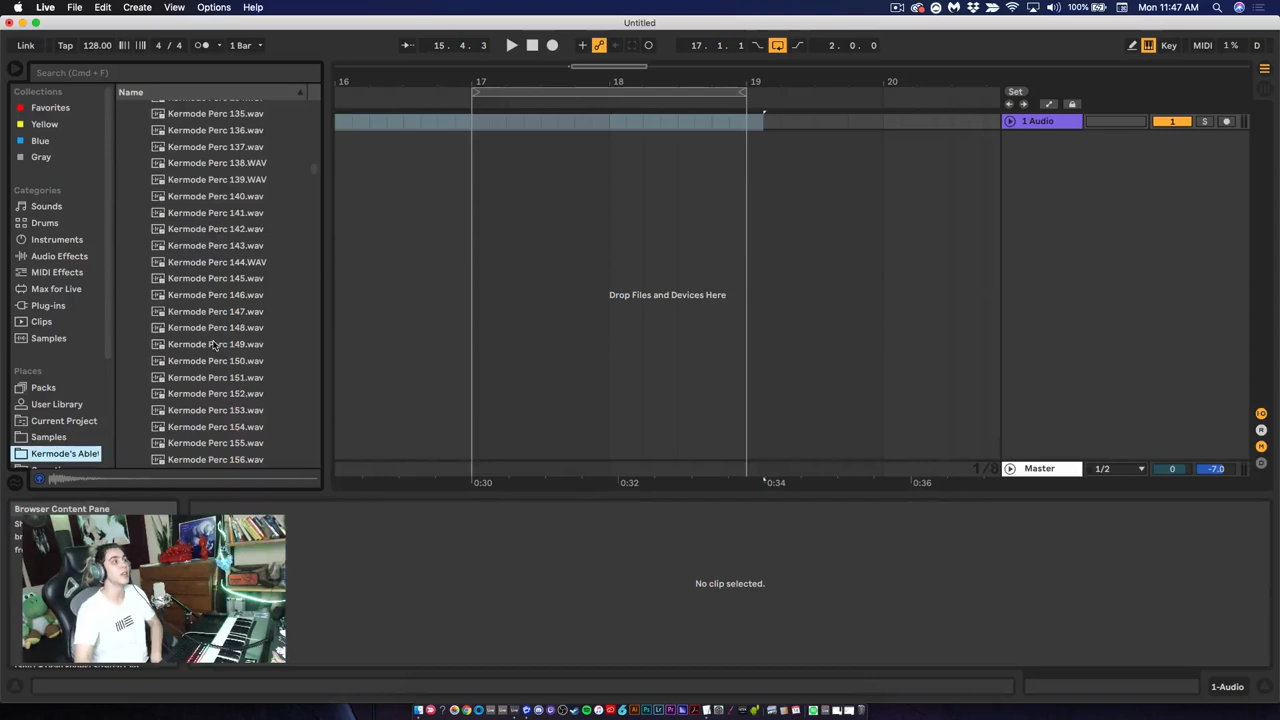 Live File Edit Create View Options Help 100% Mon 11:47 AM
Untitled
Link Tap 128.00 4 / 4 1 Bar 15. 4. 3 17. 1. 1 2. 0. 0 Key MIDI 1 % D
Search (Cmd + F)
Collections
Favorites
Yellow
Blue
Gray
Categories
Sounds
Drums
Instruments
Audio Effects
MIDI Effects
Max for Live
Plug-ins
Clips
Samples
Places
Packs
User Library
Current Project
Samples
Kermode's Ablet
Name
Kermode Perc 135.wav
Kermode Perc 136.wav
Kermode Perc 137.wav
Kermode Perc 138.WAV
Kermode Perc 139.WAV
Kermode Perc 140.wav
Kermode Perc 141.wav
Kermode Perc 142.wav
Kermode Perc 143.wav
Kermode Perc 144.WAV
Kermode Perc 145.wav
Kermode Perc 146.wav
Kermode Perc 147.wav
Kermode Perc 148.wav
Kermode Perc 149.wav
Kermode Perc 150.wav
Kermode Perc 151.wav
Kermode Perc 152.wav
Kermode Perc 153.wav
Kermode Perc 154.wav
Kermode Perc 155.wav
Kermode Perc 156.wav
16 17 18 19 20
Set
1 Audio 1 S
Drop Files and Devices Here
1/8
Master 1/2 0 -7.0
0:30 0:32 0:34 0:36
Browser Content Pane
No clip selected.
1-Audio